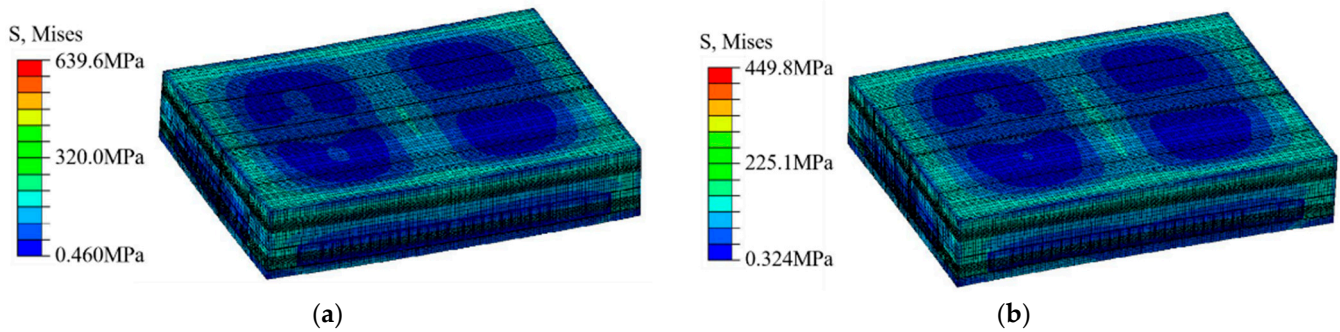 S, Mises
639.6MPa
320.0MPa
0.460MPa
(a)
S, Mises
449.8MPa
225.1MPa
0.324MPa
(b)